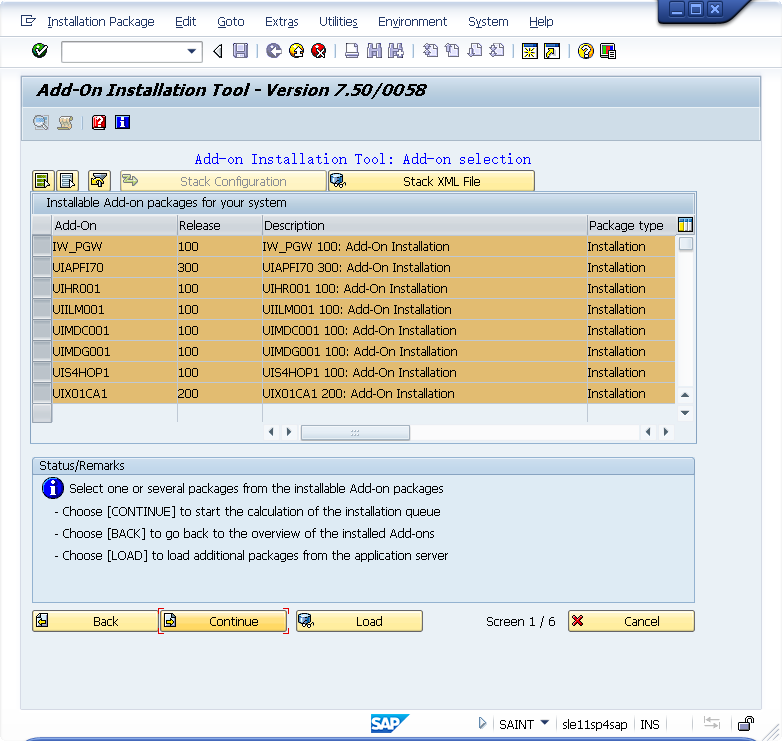 Installation Package Edit Goto Extras Utilities Environment System Help
Add-On Installation Tool - Version 7.50/0058
Add-on Installation Tool: Add-on selection
Stack Configuration Stack XML File
Installable Add-on packages for your system
Add-On Release Description Package type
IW_PGW 100 IW_PGW 100: Add-On Installation Installation
UIAPFI70 300 UIAPFI70 300: Add-On Installation Installation
UIHR001 100 UIHR001 100: Add-On Installation Installation
UIILM001 100 UIILM001 100: Add-On Installation Installation
UIMDC001 100 UIMDC001 100: Add-On Installation Installation
UIMDG001 100 UIMDG001 100: Add-On Installation Installation
UIS4HOP1 100 UIS4HOP1 100: Add-On Installation Installation
UIX01CA1 200 UIX01CA1 200: Add-On Installation Installation
Status/Remarks
Select one or several packages from the installable Add-on packages
- Choose [CONTINUE] to start the calculation of the installation queue
- Choose [BACK] to go back to the overview of the installed Add-ons
- Choose [LOAD] to load additional packages from the application server
Back Continue Load Screen 1 / 6 Cancel
SAP SAINT sle11sp4sap INS